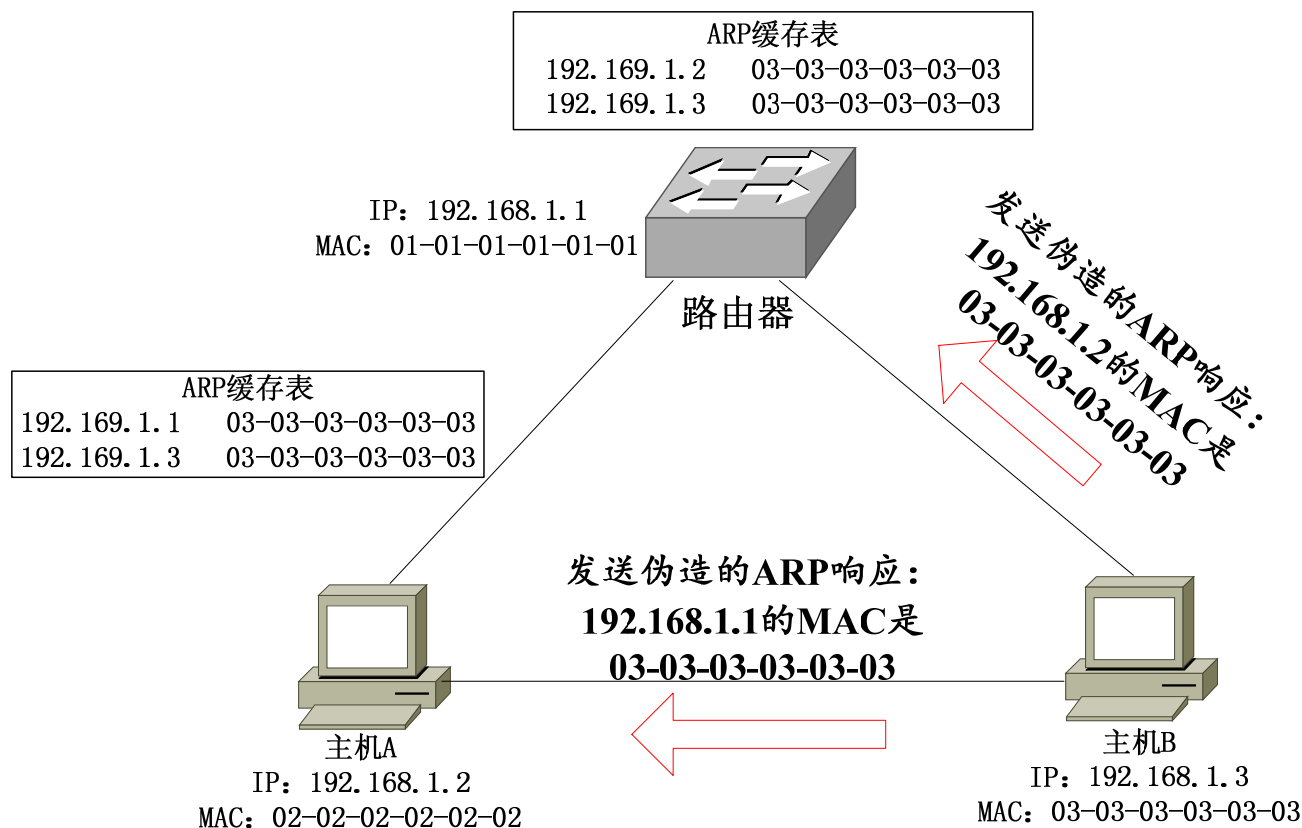 ARP缓存表
192.169.1.2 03-03-03-03-03-03
192.169.1.3 03-03-03-03-03-03
IP：192.168.1.1
MAC：01-01-01-01-01-01
路由器
发送伪造的ARP响应：
192.168.1.2的MAC是
03-03-03-03-03-03
ARP缓存表
192.169.1.1 03-03-03-03-03-03
192.169.1.3 03-03-03-03-03-03
发送伪造的ARP响应：
192.168.1.1的MAC是
03-03-03-03-03-03
主机A
IP：192.168.1.2
MAC：02-02-02-02-02-02
主机B
IP：192.168.1.3
MAC：03-03-03-03-03-03